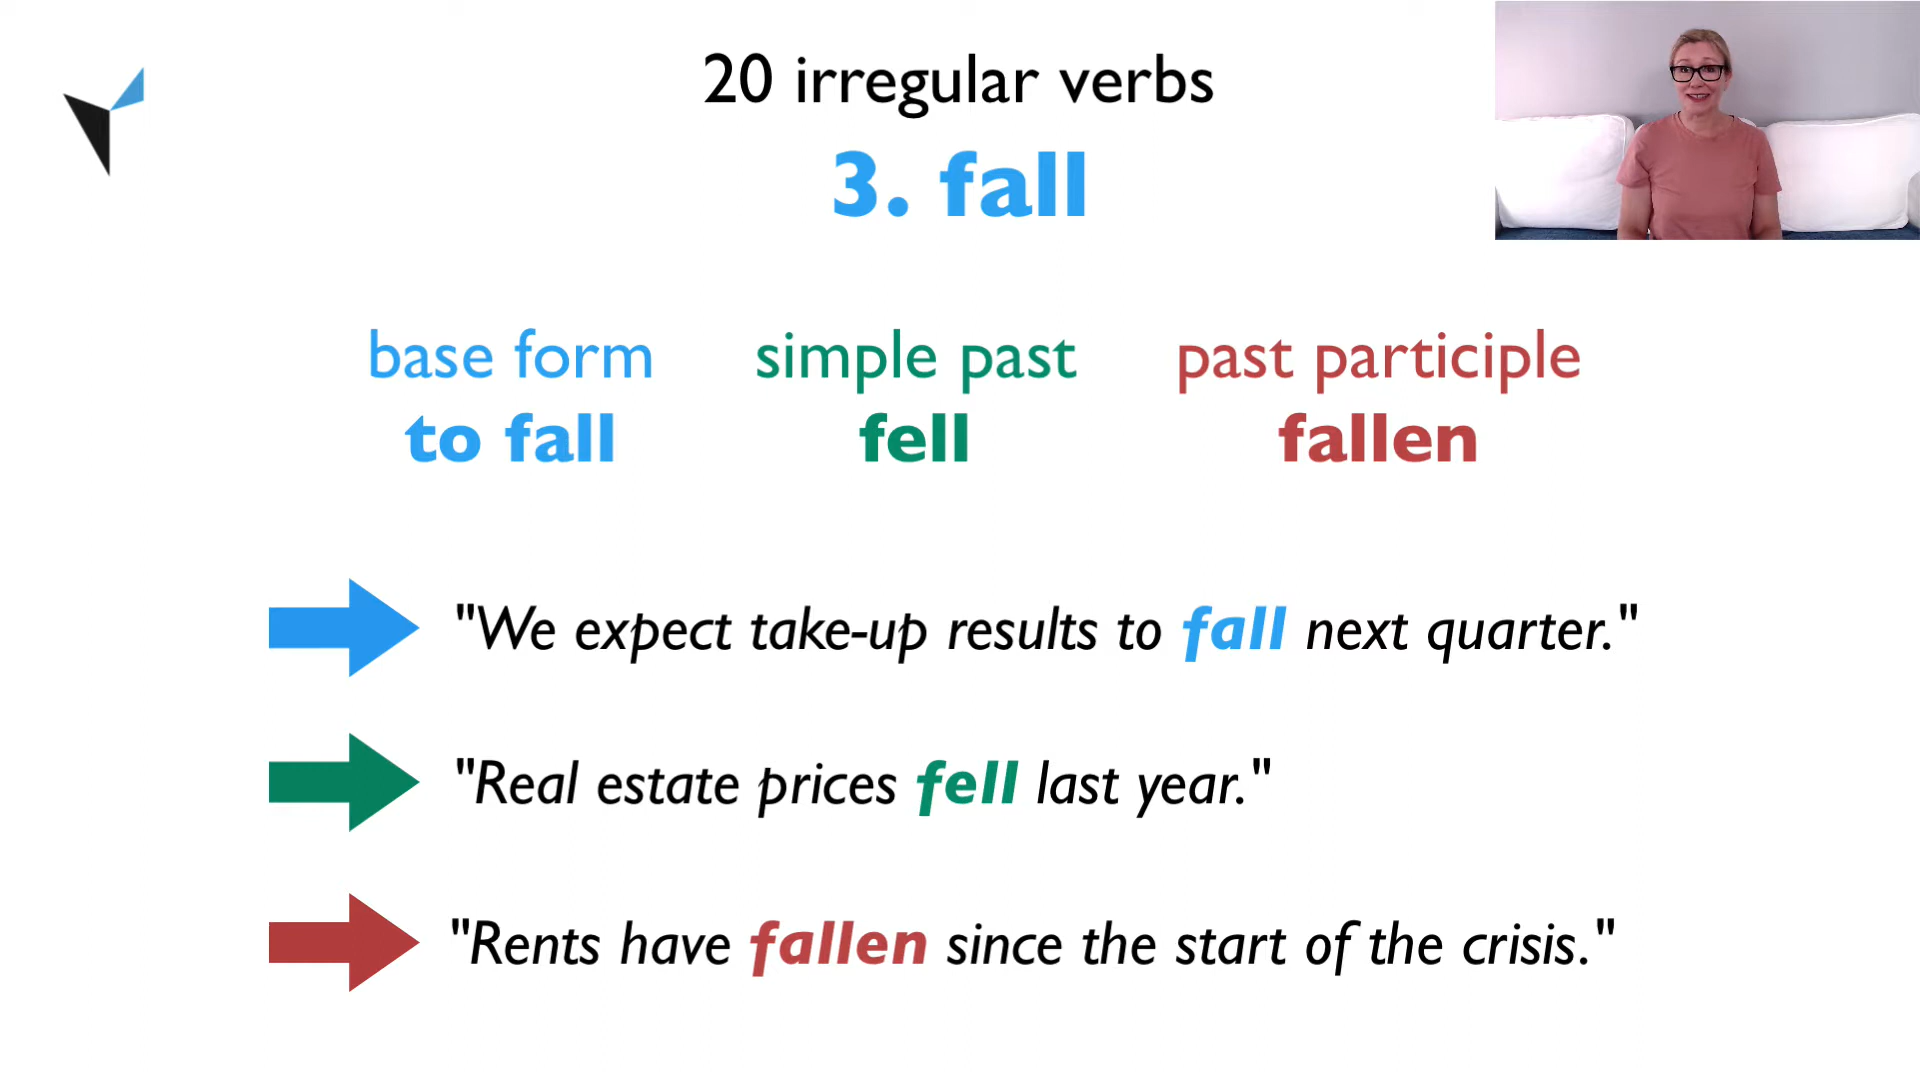 20 irregular verbs
3. fall
base form simple past past participle
to fall fell fallen
"We expect take-up results to fall next quarter."
"Real estate prices fell last year."
"Rents have fallen since the start of the crisis."